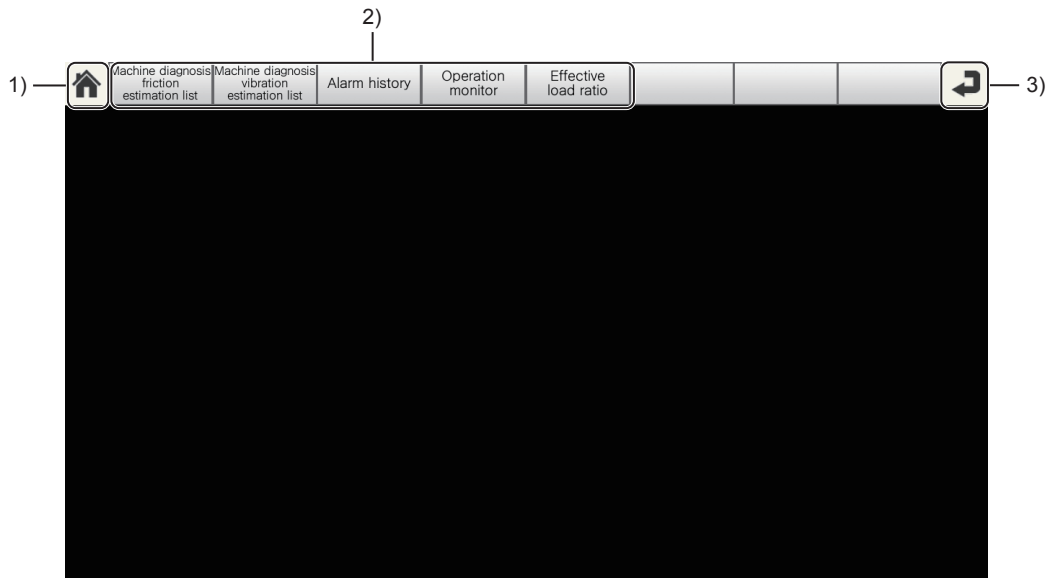 2)
1)
Machine diagnosis
friction
estimation list
Machine diagnosis
vibration
estimation list
Alarm history
Operation
monitor
Effective
load ratio
3)